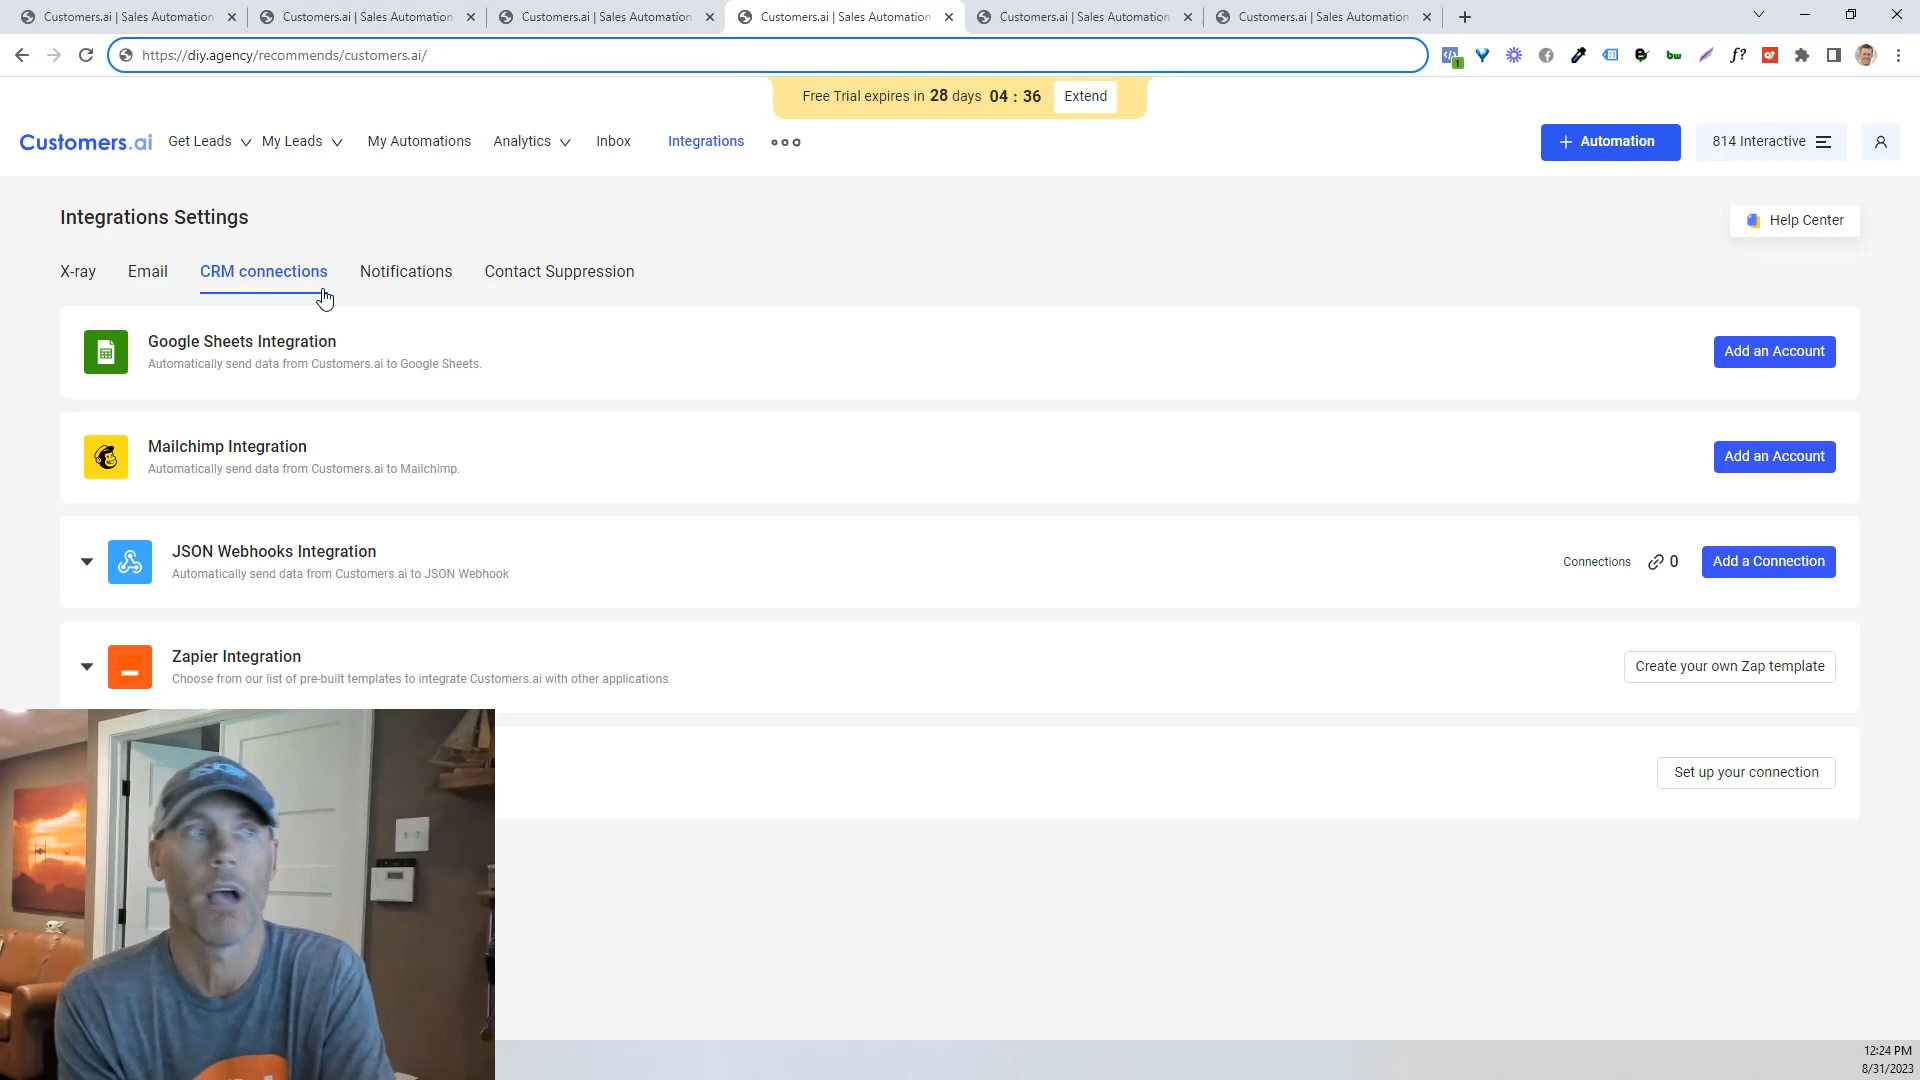 Customers.ai | Sales Automation
Customers.ai | Sales Automation
Customers.ai | Sales Automation
Customers.ai | Sales Automation
Customers.ai | Sales Automation
Customers.ai | Sales Automation
https://diy.agency/recommends/customers.ai/
1
bw
f?
Free Trial expires in 28 days 04 : 36 Extend
Customers.ai Get Leads My Leads My Automations Analytics Inbox Integrations + Automation 814 Interactive
Integrations Settings
Help Center
X-ray Email CRM connections Notifications Contact Suppression
Google Sheets Integration
Automatically send data from Customers.ai to Google Sheets.
Add an Account
Mailchimp Integration
Automatically send data from Customers.ai to Mailchimp.
Add an Account
JSON Webhooks Integration
Automatically send data from Customers.ai to JSON Webhook
Connections 0 Add a Connection
Zapier Integration
Choose from our list of pre-built templates to integrate Customers.ai with other applications
Create your own Zap template
Set up your connection
12:24 PM
8/31/2023